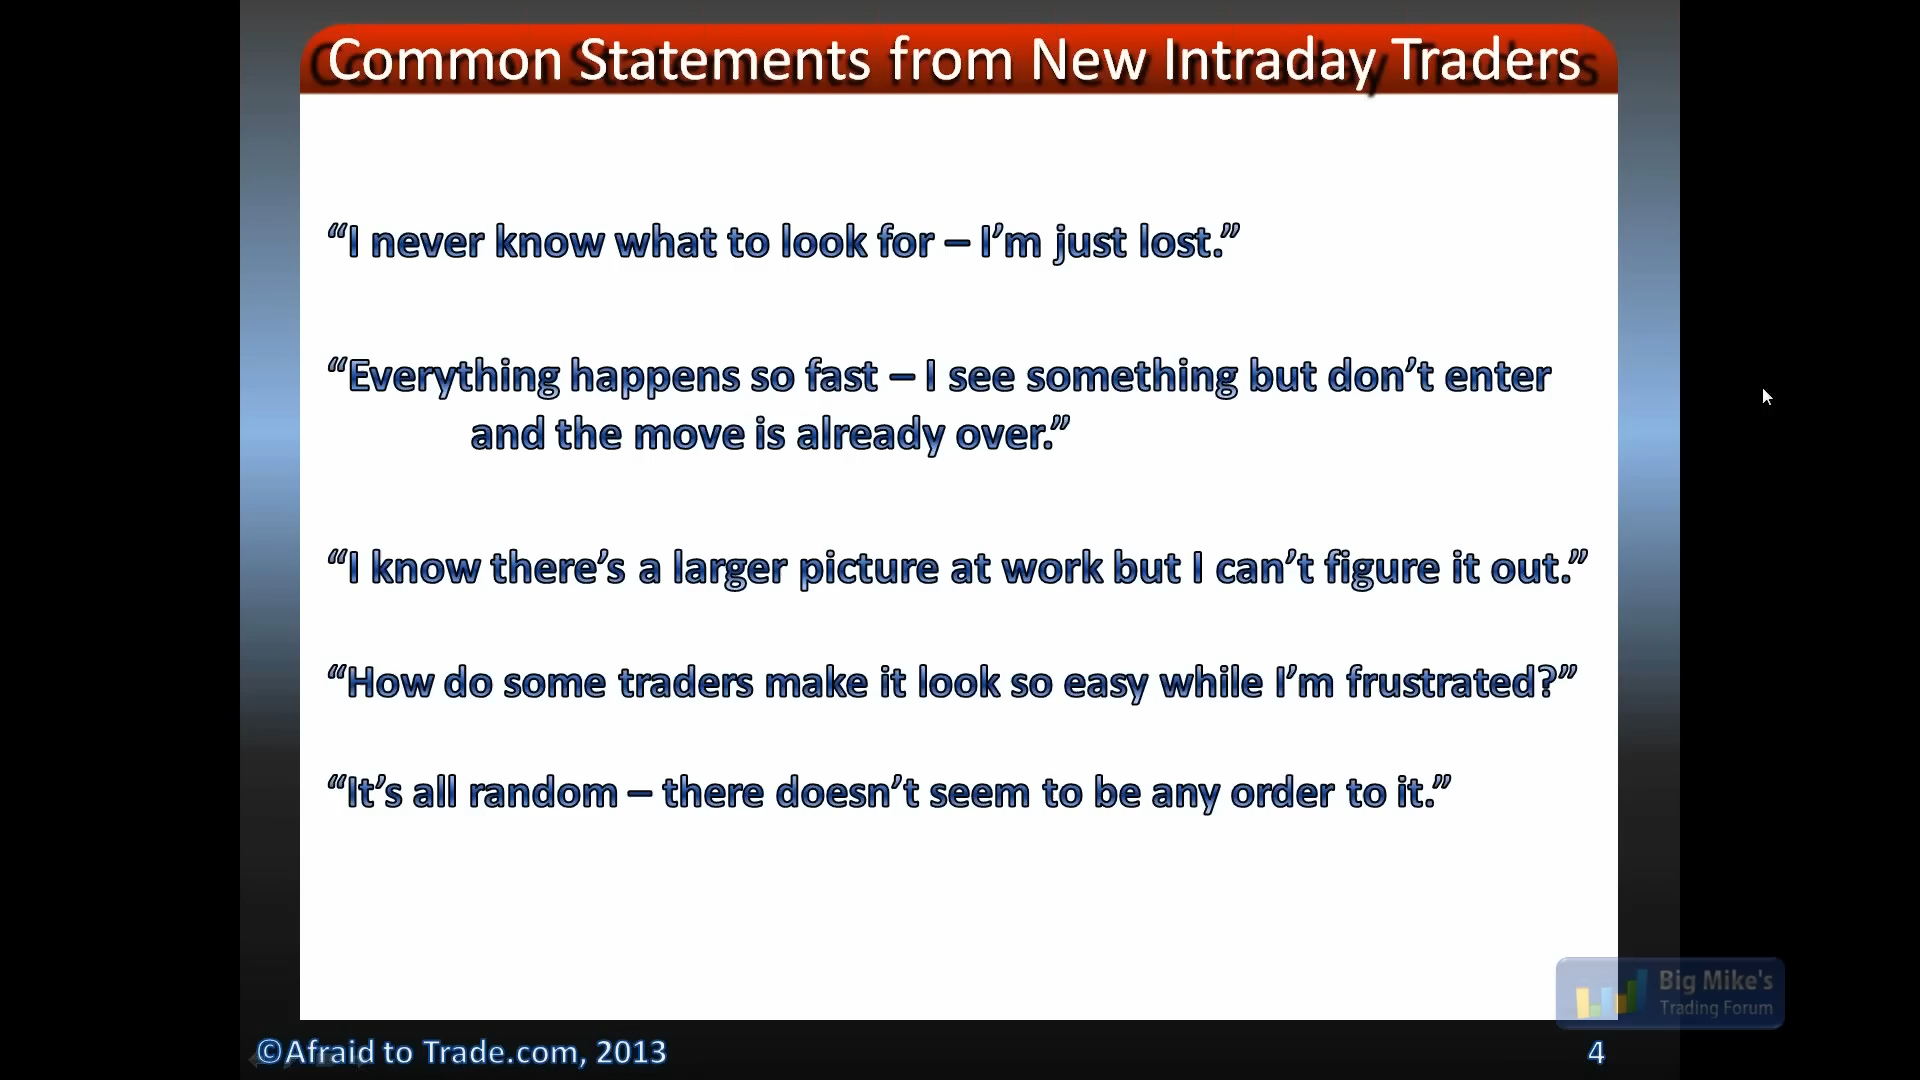 Common Statements from New Intraday Traders
“I never know what to look for – I’m just lost.”
“Everything happens so fast – I see something but don’t enter
and the move is already over.”
“I know there’s a larger picture at work but I can’t figure it out.”
“How do some traders make it look so easy while I’m frustrated?”
“It’s all random – there doesn’t seem to be any order to it.”
Big Mike's
Trading Forum
©Afraid to Trade.com, 2013
4